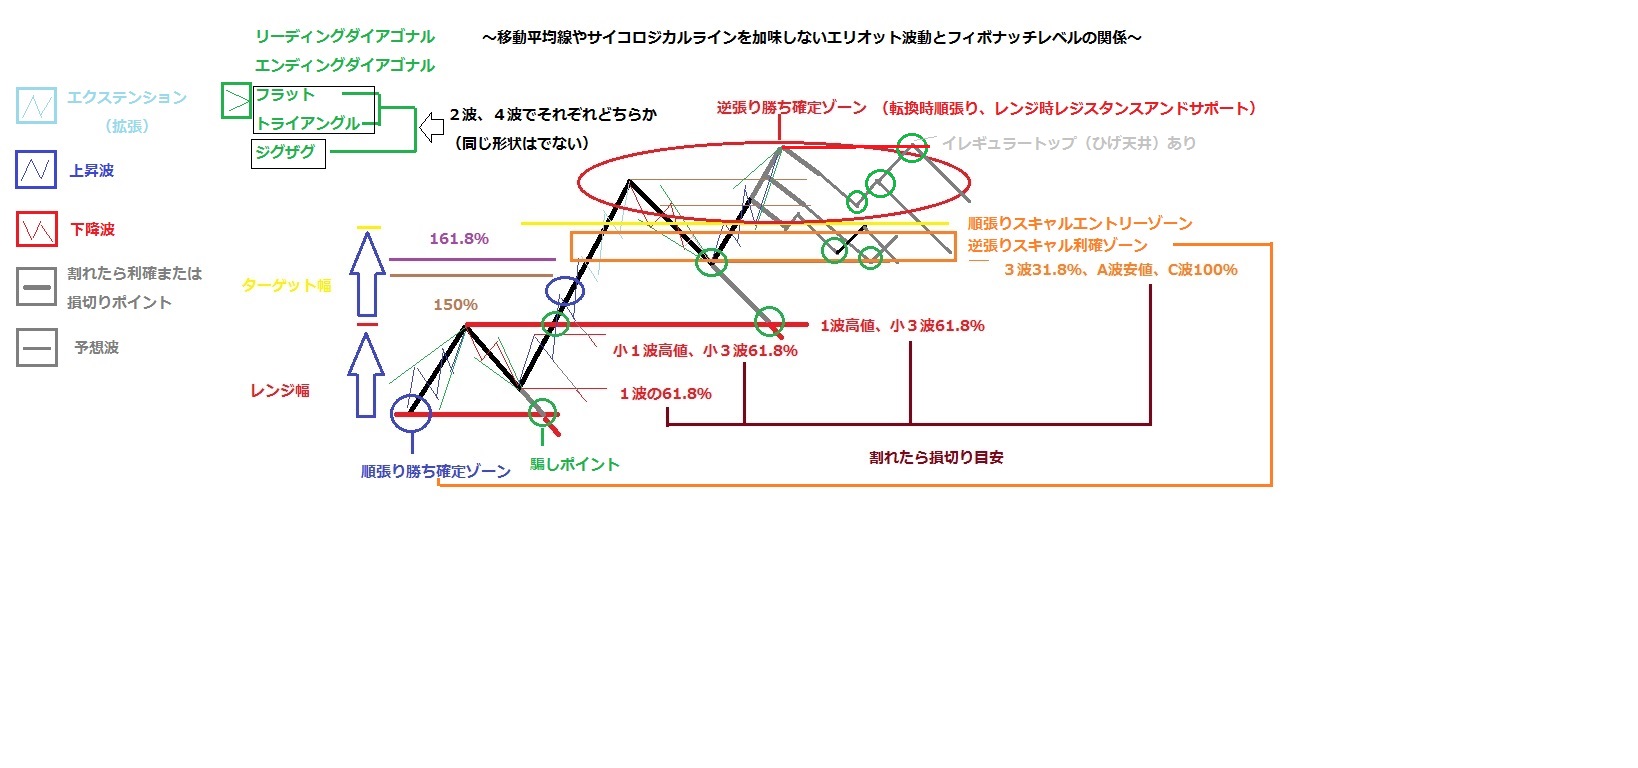 リーディングダイアゴナル
～移動平均線やサイコロジカルラインを加味しないエリオット波動とフィボナッチレベルの関係～
エンディングダイアゴナル
エクステンション
（拡張）
フラット
トライアングル
ジグザグ
２波、４波でそれぞれどちらか
（同じ形状はでない）
逆張り勝ち確定ゾーン
（転換時順張り、レンジ時レジスタンスアンドサポート）
イレギュラートップ（ひげ天井）あり
上昇波
下降波
割れたら利確または
損切りポイント
予想波
161.8%
ターゲット幅
150%
レンジ幅
順張りスキャルエントリーゾーン
逆張りスキャル利確ゾーン
３波31.8%、A波安値、C波100%
1波高値、小３波61.8%
小１波高値、小３波61.8%
１波の61.8%
割れたら損切り目安
順張り勝ち確定ゾーン
騙しポイント